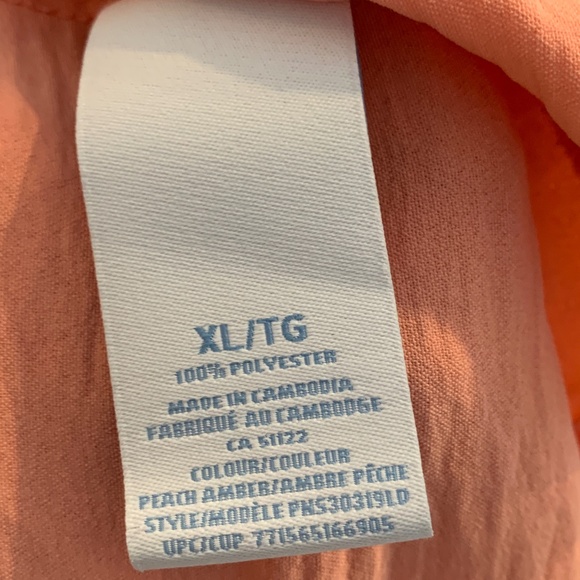 XL/TG
100% POLYESTER
MADE IN CAMBODIA
FABRIQUÉ AU CAMBODGE
CA 51122
COLOUR/COULEUR
PEACH AMBER/AMBRE PÊCHE
STYLE/MODÈLE PKS30319LD
UPC/CUP 771565166905